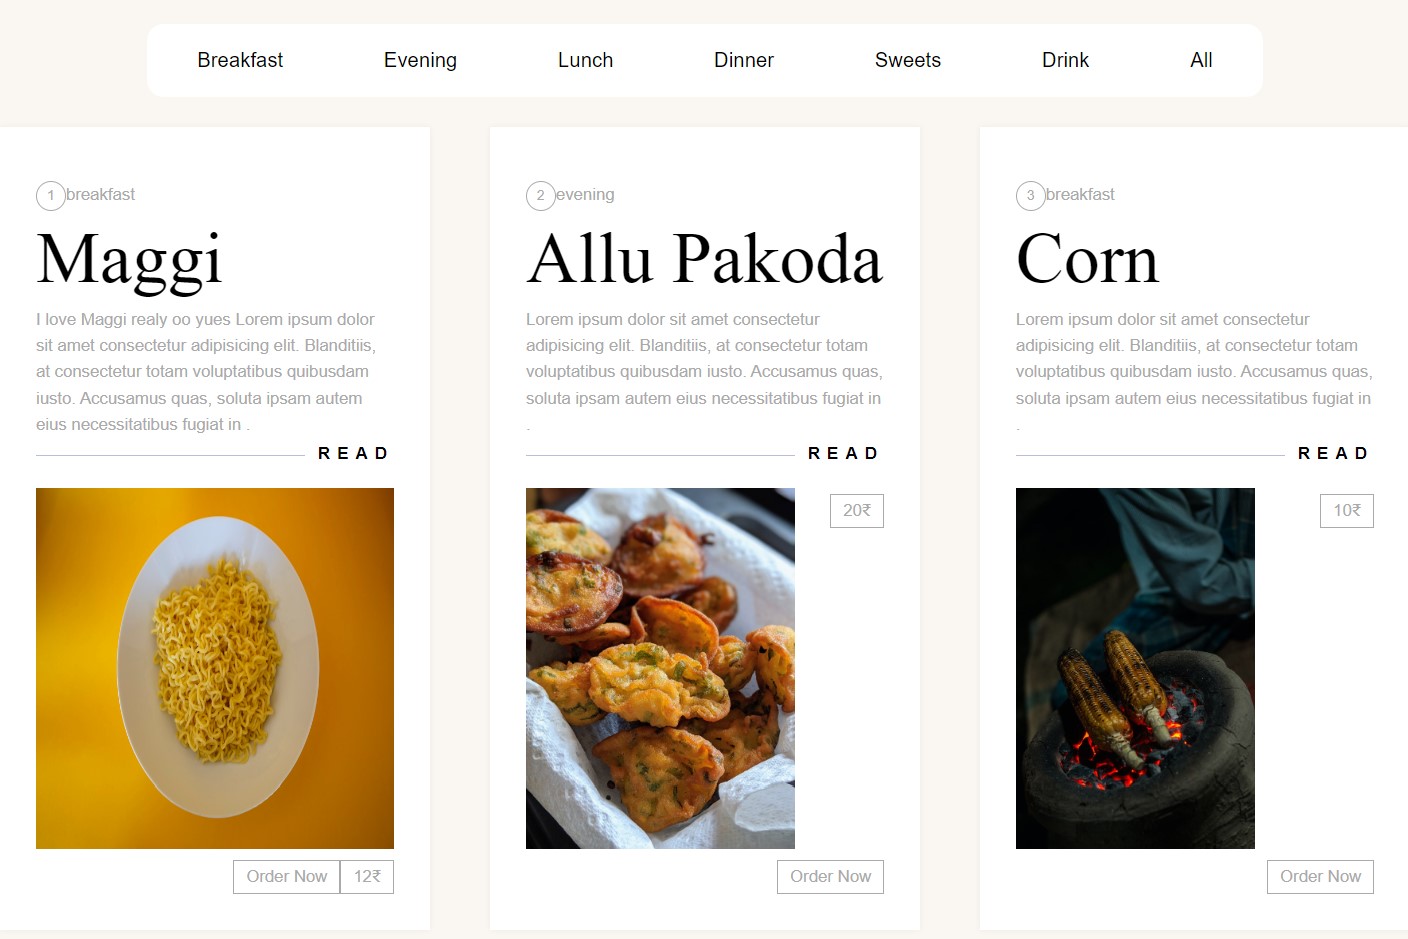 Breakfast Evening Lunch Dinner Sweets Drink All
1 breakfast
Maggi
I love Maggi realy oo yues Lorem ipsum dolor
sit amet consectetur adipisicing elit. Blanditiis,
at consectetur totam voluptatibus quibusdam
iusto. Accusamus quas, soluta ipsam autem
eius necessitatibus fugiat in .
READ
Order Now 12₹
2 evening
Allu Pakoda
Lorem ipsum dolor sit amet consectetur
adipisicing elit. Blanditiis, at consectetur totam
voluptatibus quibusdam iusto. Accusamus quas,
soluta ipsam autem eius necessitatibus fugiat in
.
READ
20₹
Order Now
3 breakfast
Corn
Lorem ipsum dolor sit amet consectetur
adipisicing elit. Blanditiis, at consectetur totam
voluptatibus quibusdam iusto. Accusamus quas,
soluta ipsam autem eius necessitatibus fugiat in
.
READ
10₹
Order Now